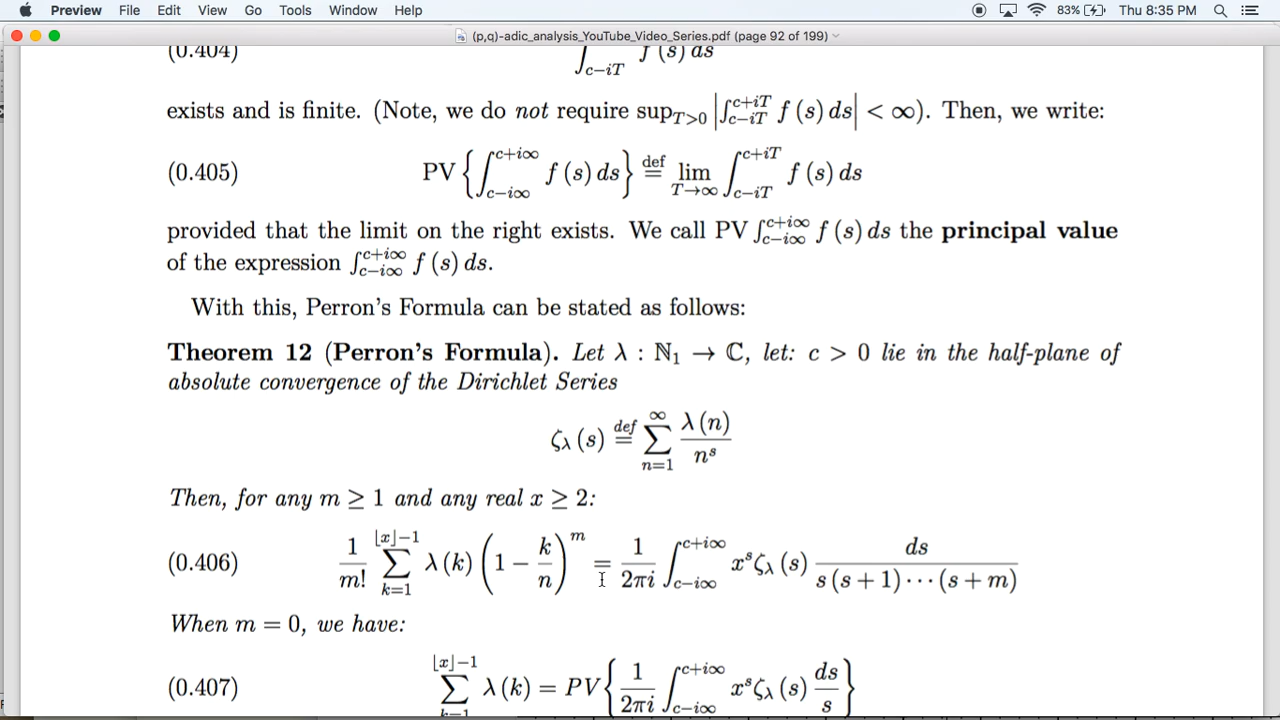 Preview File Edit View Go Tools Window Help 83% Thu 8:35 PM
(p,q)-adic_analysis_YouTube_Video_Series.pdf (page 92 of 199)
(0.404) ∫_{c−iT} f (s) ds
exists and is finite. (Note, we do not require sup_{T>0} |∫_{c−iT}^{c+iT} f (s) ds| < ∞). Then, we write:
(0.405) PV{∫_{c−i∞}^{c+i∞} f (s) ds} def= lim_{T→∞} ∫_{c−iT}^{c+iT} f (s) ds
provided that the limit on the right exists. We call PV ∫_{c−i∞}^{c+i∞} f (s) ds the principal value
of the expression ∫_{c−i∞}^{c+i∞} f (s) ds.
With this, Perron's Formula can be stated as follows:
Theorem 12 (Perron's Formula). Let λ : ℕ₁ → ℂ, let: c > 0 lie in the half-plane of
absolute convergence of the Dirichlet Series
ζ_λ (s) def= ∑_{n=1}^{∞} λ (n) / n^s
Then, for any m ≥ 1 and any real x ≥ 2:
(0.406) 1/m! ∑_{k=1}^{⌊x⌋−1} λ (k) (1 − k/n)^m = 1/2πi ∫_{c−i∞}^{c+i∞} x^s ζ_λ (s) ds / s (s + 1) ⋯ (s + m)
When m = 0, we have:
(0.407) ∑_{k=1}^{⌊x⌋−1} λ (k) = PV{1/2πi ∫_{c−i∞}^{c+i∞} x^s ζ_λ (s) ds/s}